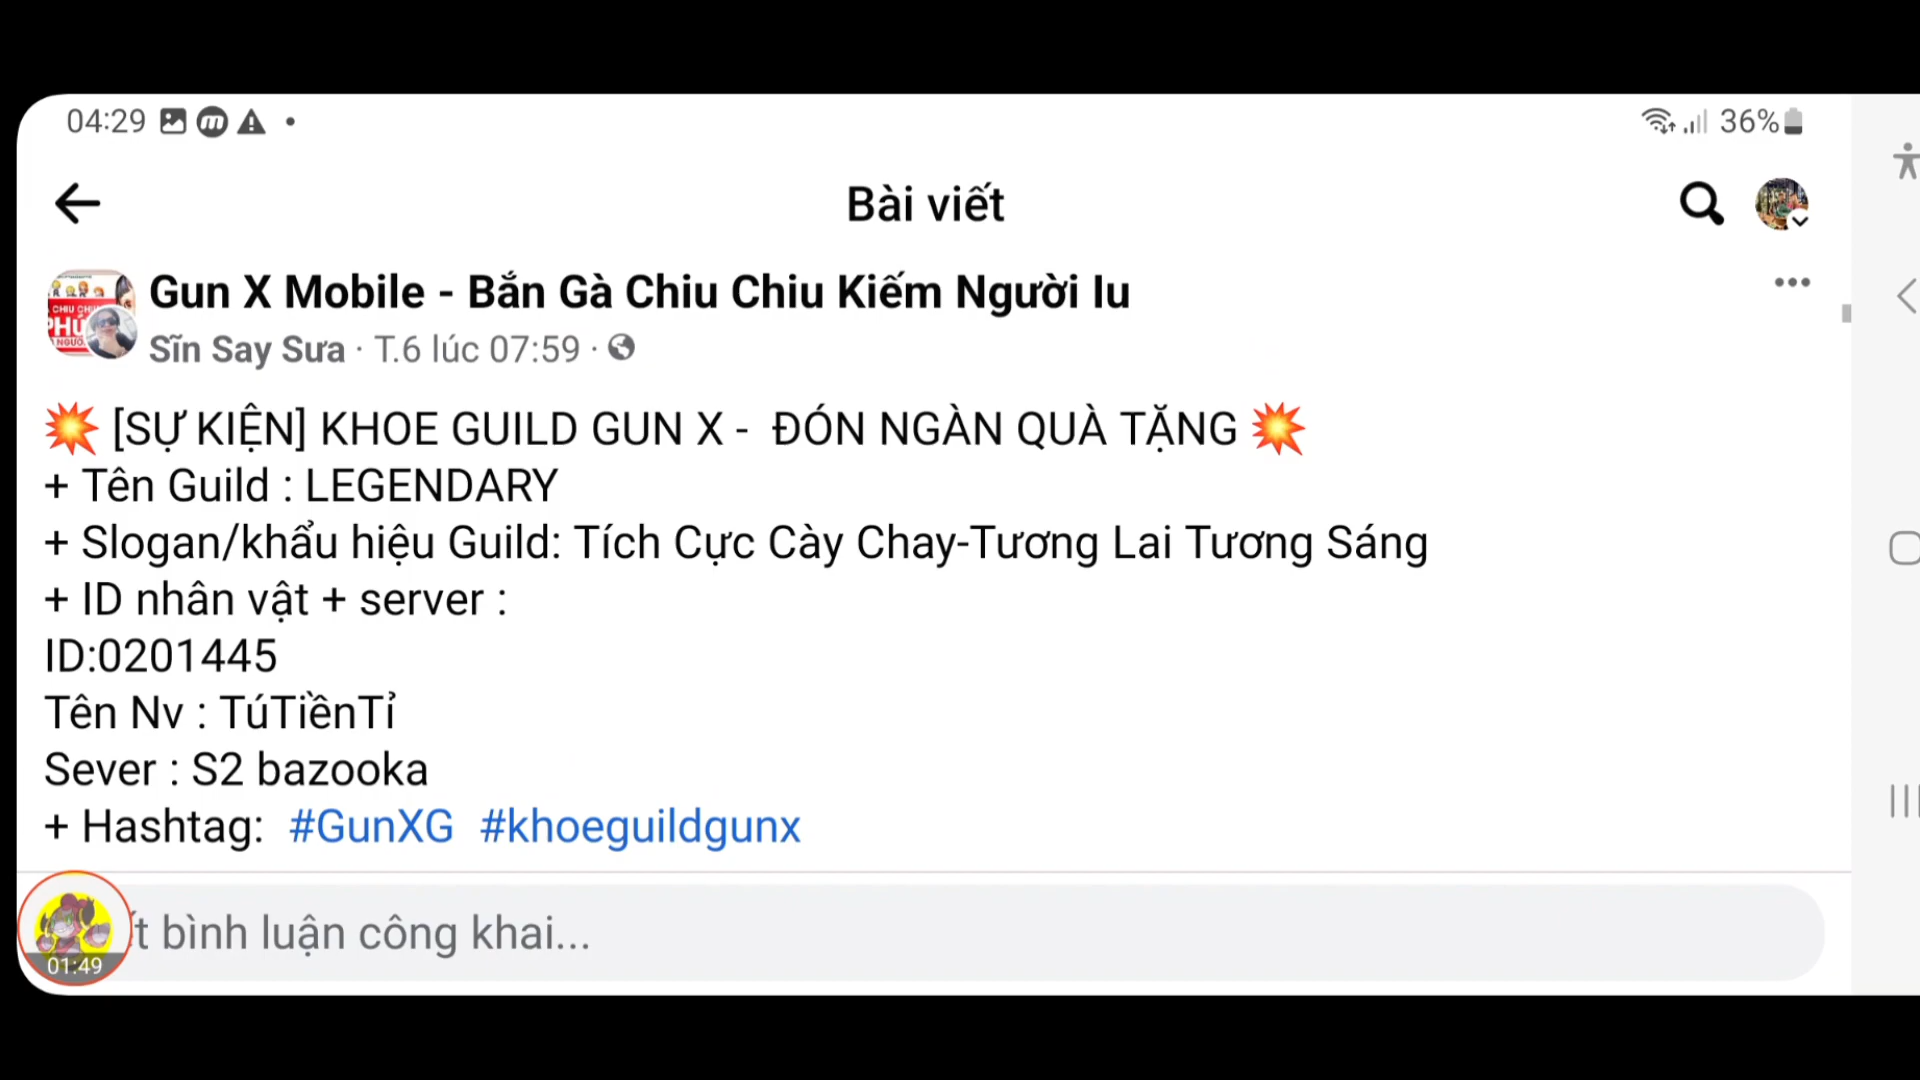 04:29
36%
Bài viết
Gun X Mobile - Bắn Gà Chiu Chiu Kiếm Người Iu
Sĩn Say Sưa · T.6 lúc 07:59 ·
💥 [SỰ KIỆN] KHOE GUILD GUN X - ĐÓN NGÀN QUÀ TẶNG 💥
+ Tên Guild : LEGENDARY
+ Slogan/khẩu hiệu Guild: Tích Cực Cày Chay-Tương Lai Tương Sáng
+ ID nhân vật + server :
ID:0201445
Tên Nv : TúTiềnTỉ
Sever : S2 bazooka
+ Hashtag: #GunXG #khoeguildgunx
t bình luận công khai...
01:49